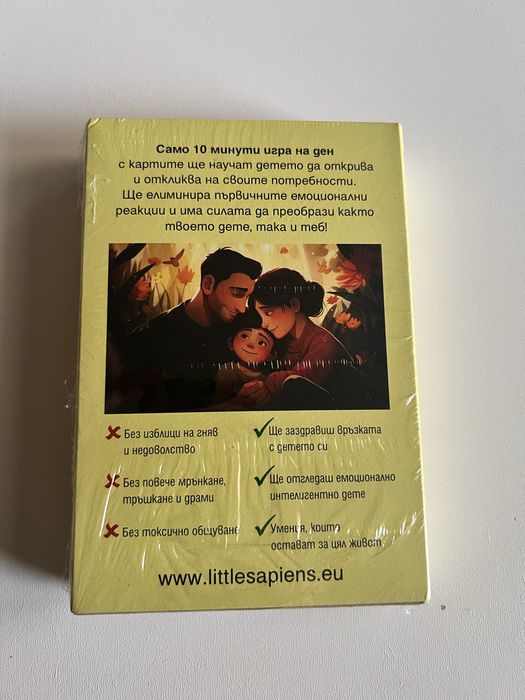 Само 10 минути игра на ден
с картите ще научат детето да открива
и откликва на своите потребности.
Ще елиминира първичните емоционални
реакции и има силата да преобрази както
твоето дете, така и теб!
Без изблици на гняв
и недоволство
Ще заздравиш връзката
с детето си
Без повече мрънкане,
тръшкане и драми
Ще отгледаш емоционално
интелигентно дете
Без токсично общуване
Умения, които
остават за цял живот
www.littlesapiens.eu